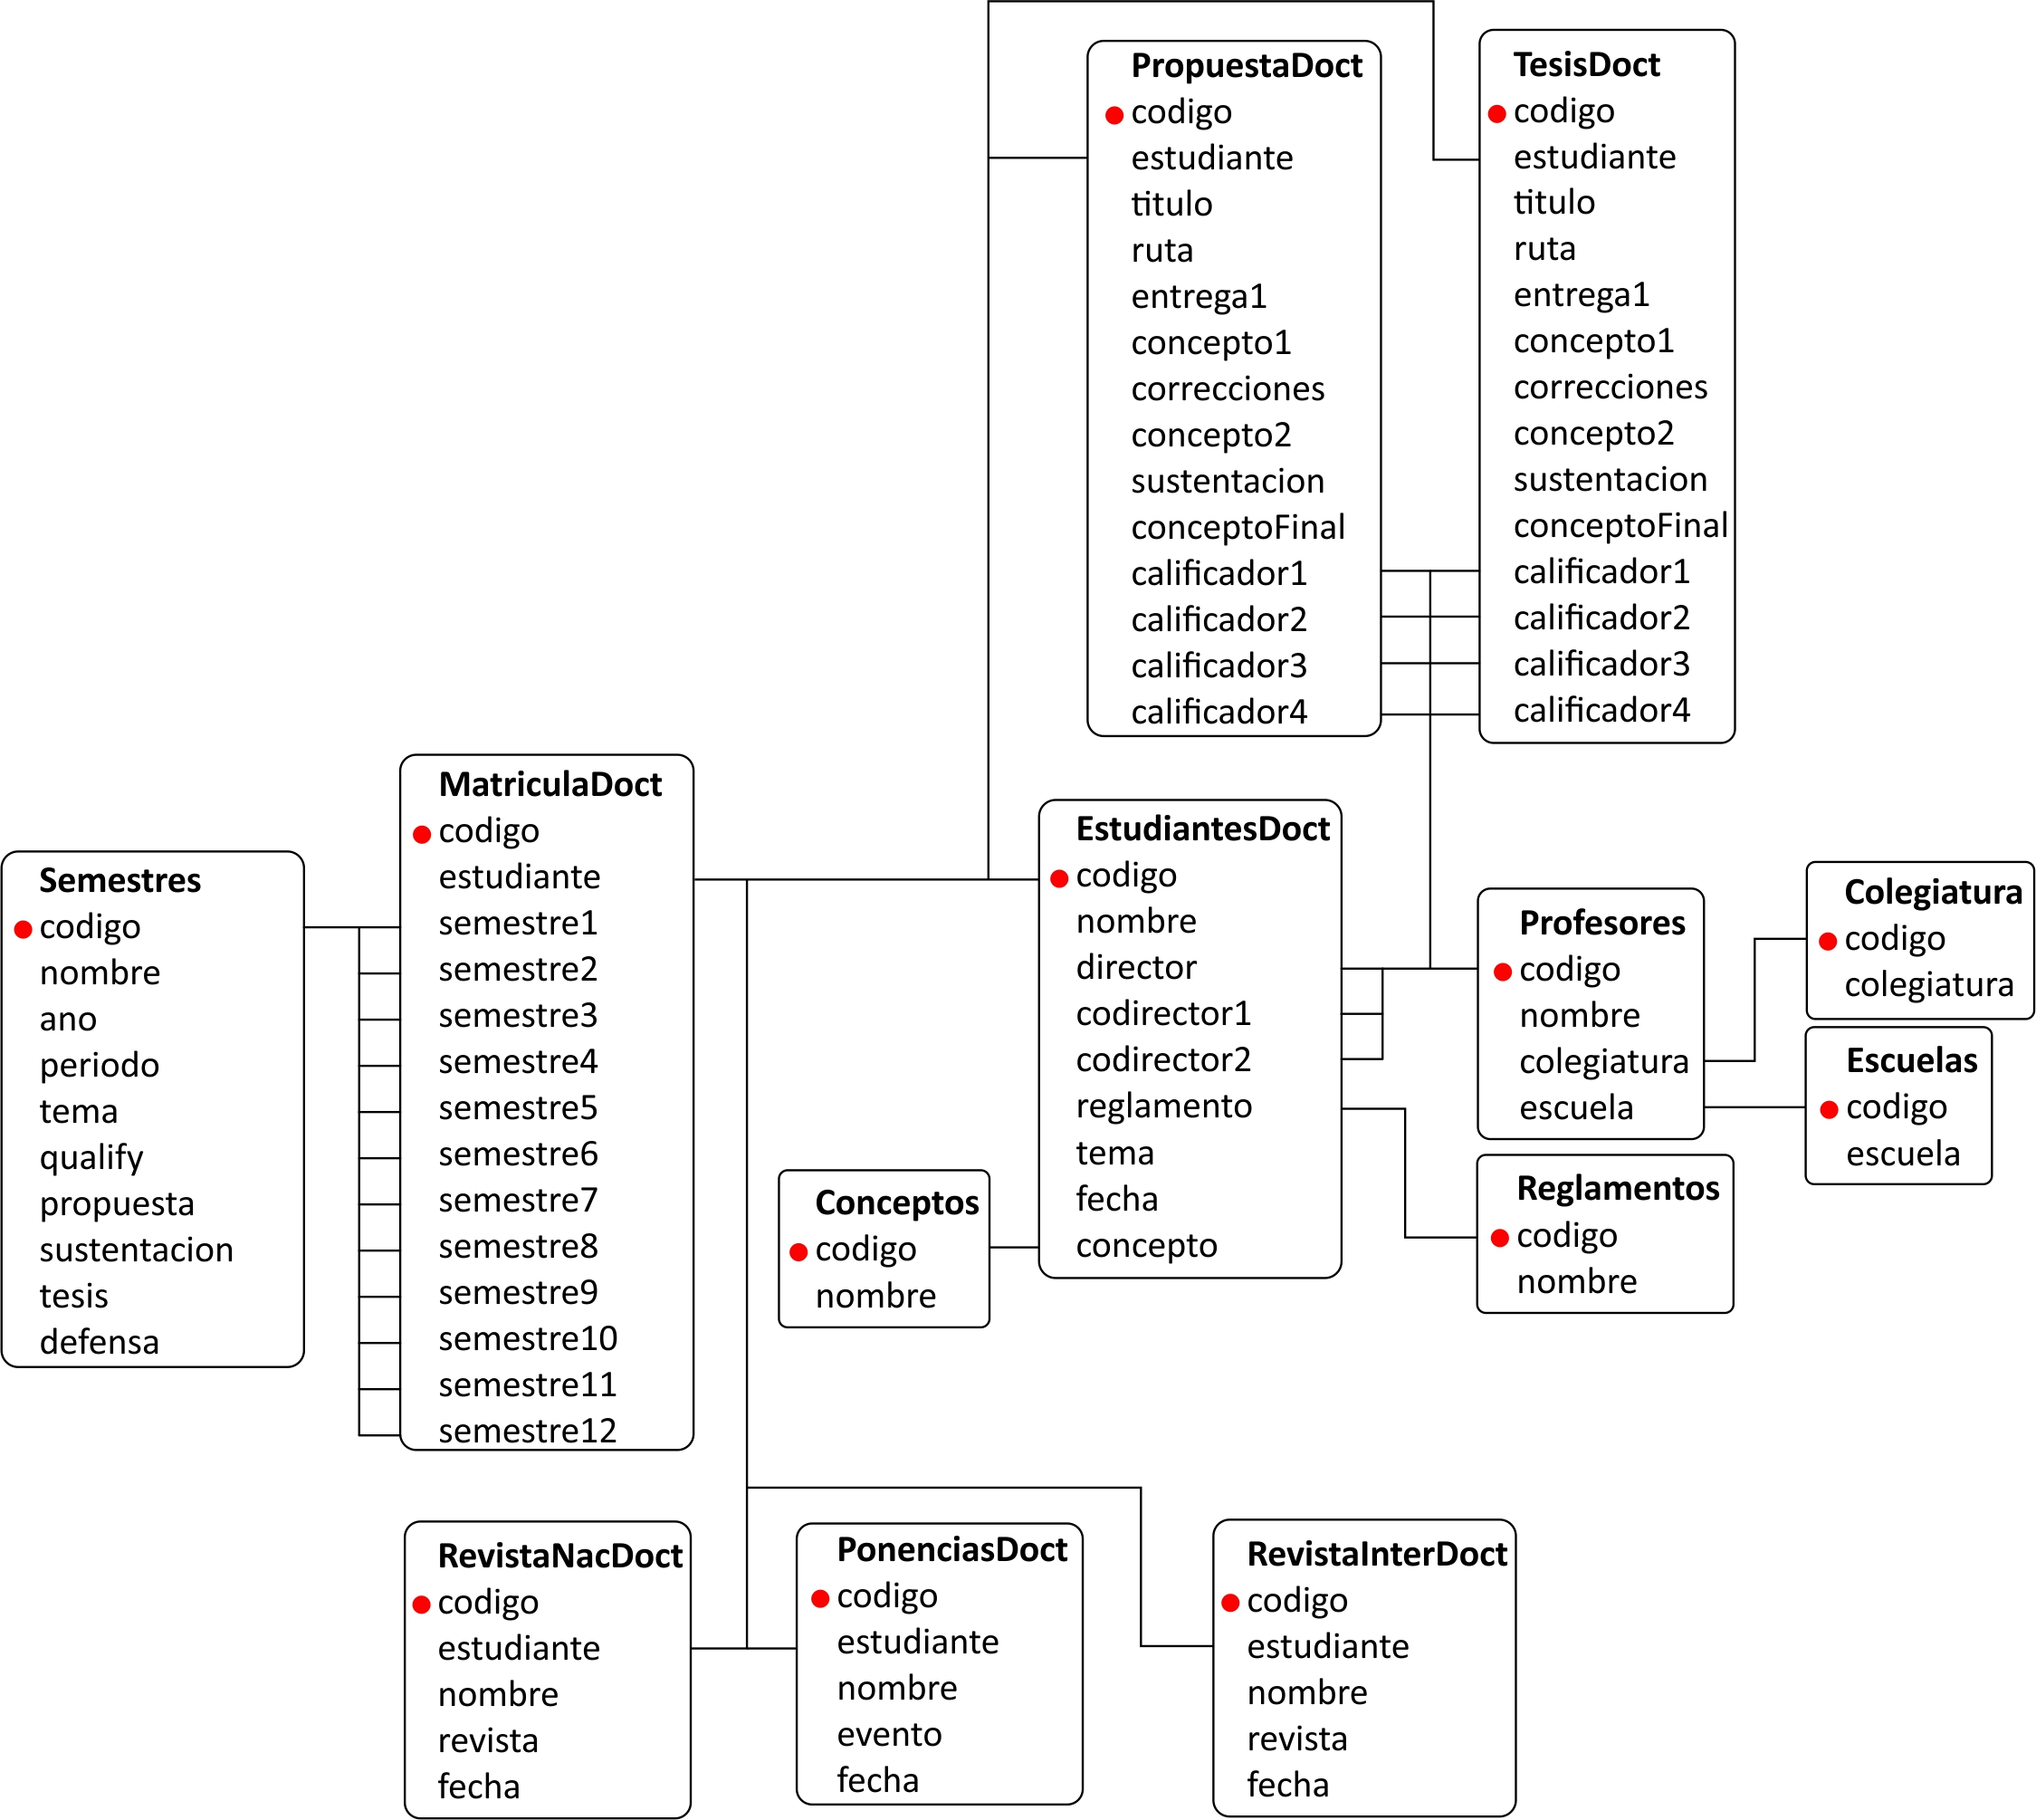 PropuestaDoct
codigo
estudiante
titulo
ruta
entrega1
concepto1
correcciones
concepto2
sustentacion
conceptoFinal
calificador1
calificador2
calificador3
calificador4
TesisDoct
codigo
estudiante
titulo
ruta
entrega1
concepto1
correcciones
concepto2
sustentacion
conceptoFinal
calificador1
calificador2
calificador3
calificador4
Semestres
codigo
nombre
ano
periodo
tema
qualify
propuesta
sustentacion
tesis
defensa
MatriculaDoct
codigo
estudiante
semestre1
semestre2
semestre3
semestre4
semestre5
semestre6
semestre7
semestre8
semestre9
semestre10
semestre11
semestre12
Conceptos
codigo
nombre
EstudiantesDoct
codigo
nombre
director
codirector1
codirector2
reglamento
tema
fecha
concepto
Profesores
codigo
nombre
colegiatura
escuela
Colegiatura
codigo
colegiatura
Escuelas
codigo
escuela
Reglamentos
codigo
nombre
RevistaNacDoct
codigo
estudiante
nombre
revista
fecha
PonenciasDoct
codigo
estudiante
nombre
evento
fecha
RevistaInterDoct
codigo
estudiante
nombre
revista
fecha